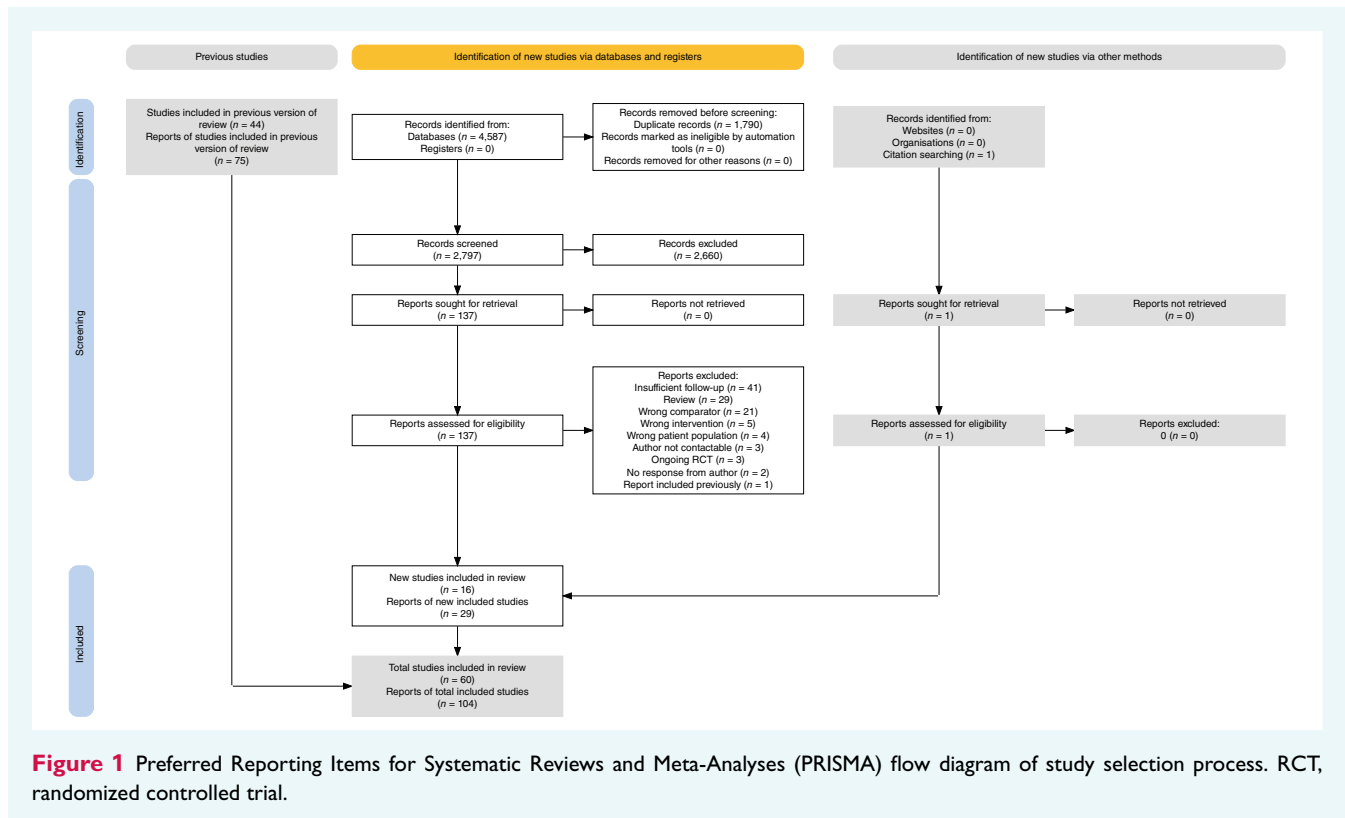 Previous studies
Identification of new studies via databases and registers
Identification of new studies via other methods
Identification
Studies included in previous version of
review (n = 44)
Reports of studies included in previous
version of review
(n = 75)
Records identified from:
Databases (n = 4,587)
Registers (n = 0)
Records removed before screening:
Duplicate records (n = 1,790)
Records marked as ineligible by automation
tools (n = 0)
Records removed for other reasons (n = 0)
Records identified from:
Websites (n = 0)
Organisations (n = 0)
Citation searching (n = 1)
Screening
Records screened
(n = 2,797)
Records excluded
(n = 2,660)
Reports sought for retrieval
(n = 137)
Reports not retrieved
(n = 0)
Reports sought for retrieval
(n = 1)
Reports not retrieved
(n = 0)
Reports assessed for eligibility
(n = 137)
Reports excluded:
Insufficient follow-up (n = 41)
Review (n = 29)
Wrong comparator (n = 21)
Wrong intervention (n = 5)
Wrong patient population (n = 4)
Author not contactable (n = 3)
Ongoing RCT (n = 3)
No response from author (n = 2)
Report included previously (n = 1)
Reports assessed for eligibility
(n = 1)
Reports excluded:
0 (n = 0)
Included
New studies included in review
(n = 16)
Reports of new included studies
(n = 29)
Total studies included in review
(n = 60)
Reports of total included studies
(n = 104)
Figure 1 Preferred Reporting Items for Systematic Reviews and Meta-Analyses (PRISMA) flow diagram of study selection process. RCT,
randomized controlled trial.